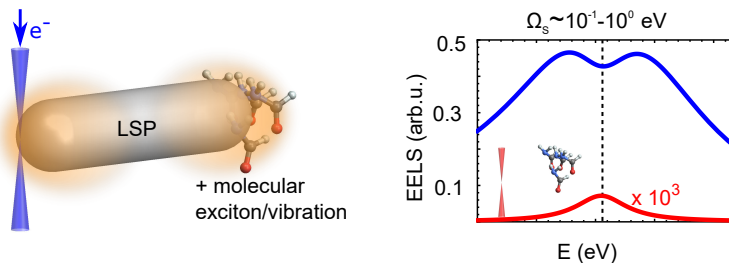 e-
LSP
+ molecular
exciton/vibration
Ωs~10-1-100 eV
EELS (arb.u.)
0.5
0.3
0.1
x 103
E (eV)